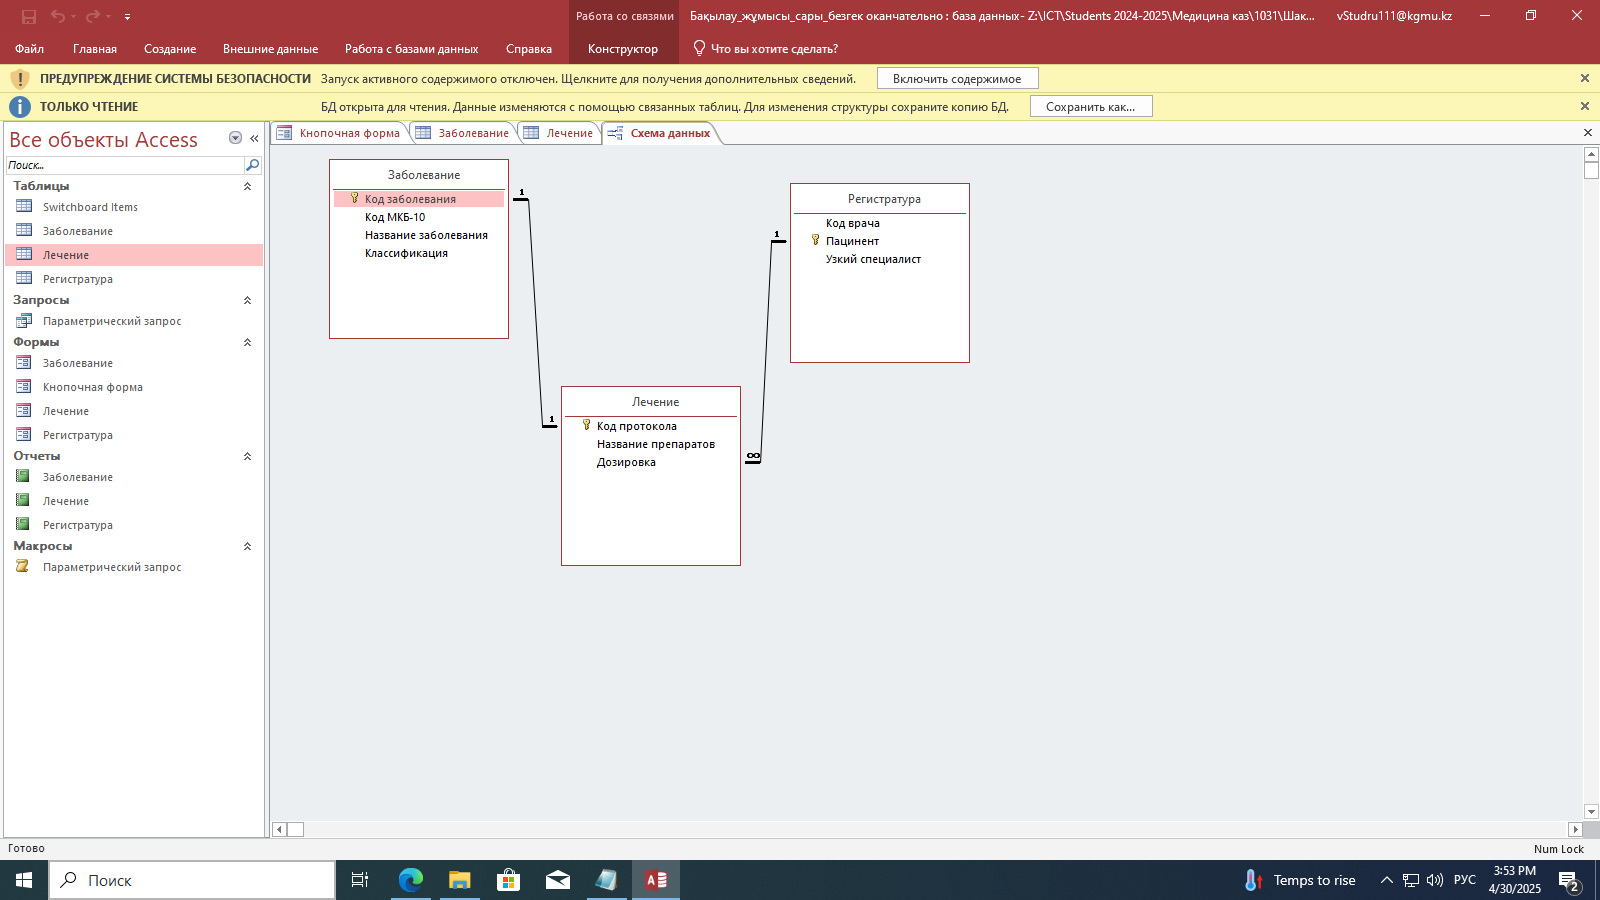 Работа со связями
Бақылау_жұмысы_сары_безгек оканчательно : база данных- Z:\ICT\Students 2024-2025\Медицина каз\1031\Шак...
vStudru111@kgmu.kz
Файл
Главная
Создание
Внешние данные
Работа с базами данных
Справка
Конструктор
Что вы хотите сделать?
ПРЕДУПРЕЖДЕНИЕ СИСТЕМЫ БЕЗОПАСНОСТИ
Запуск активного содержимого отключен. Щелкните для получения дополнительных сведений.
Включить содержимое
ТОЛЬКО ЧТЕНИЕ
БД открыта для чтения. Данные изменяются с помощью связанных таблиц. Для изменения структуры сохраните копию БД.
Сохранить как...
Все объекты Access
Поиск...
Таблицы
Switchboard Items
Заболевание
Лечение
Регистратура
Запросы
Параметрический запрос
Формы
Заболевание
Кнопочная форма
Лечение
Регистратура
Отчеты
Заболевание
Лечение
Регистратура
Макросы
Параметрический запрос
Кнопочная форма
Заболевание
Лечение
Схема данных
Заболевание
Код заболевания
Код МКБ-10
Название заболевания
Классификация
1
1
Регистратура
Код врача
Пацинент
Узкий специалист
1
∞
Лечение
Код протокола
Название препаратов
Дозировка
Готово
Num Lock
Поиск
Temps to rise
РУС
3:53 PM
4/30/2025
2